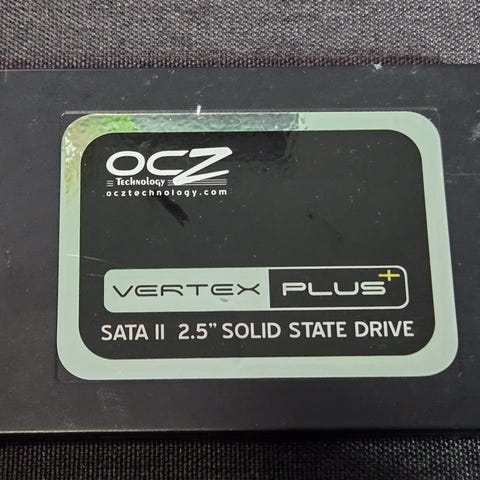 OCZ
Technology
ocztechnology.com
VERTEX PLUS+
SATA II 2.5" SOLID STATE DRIVE